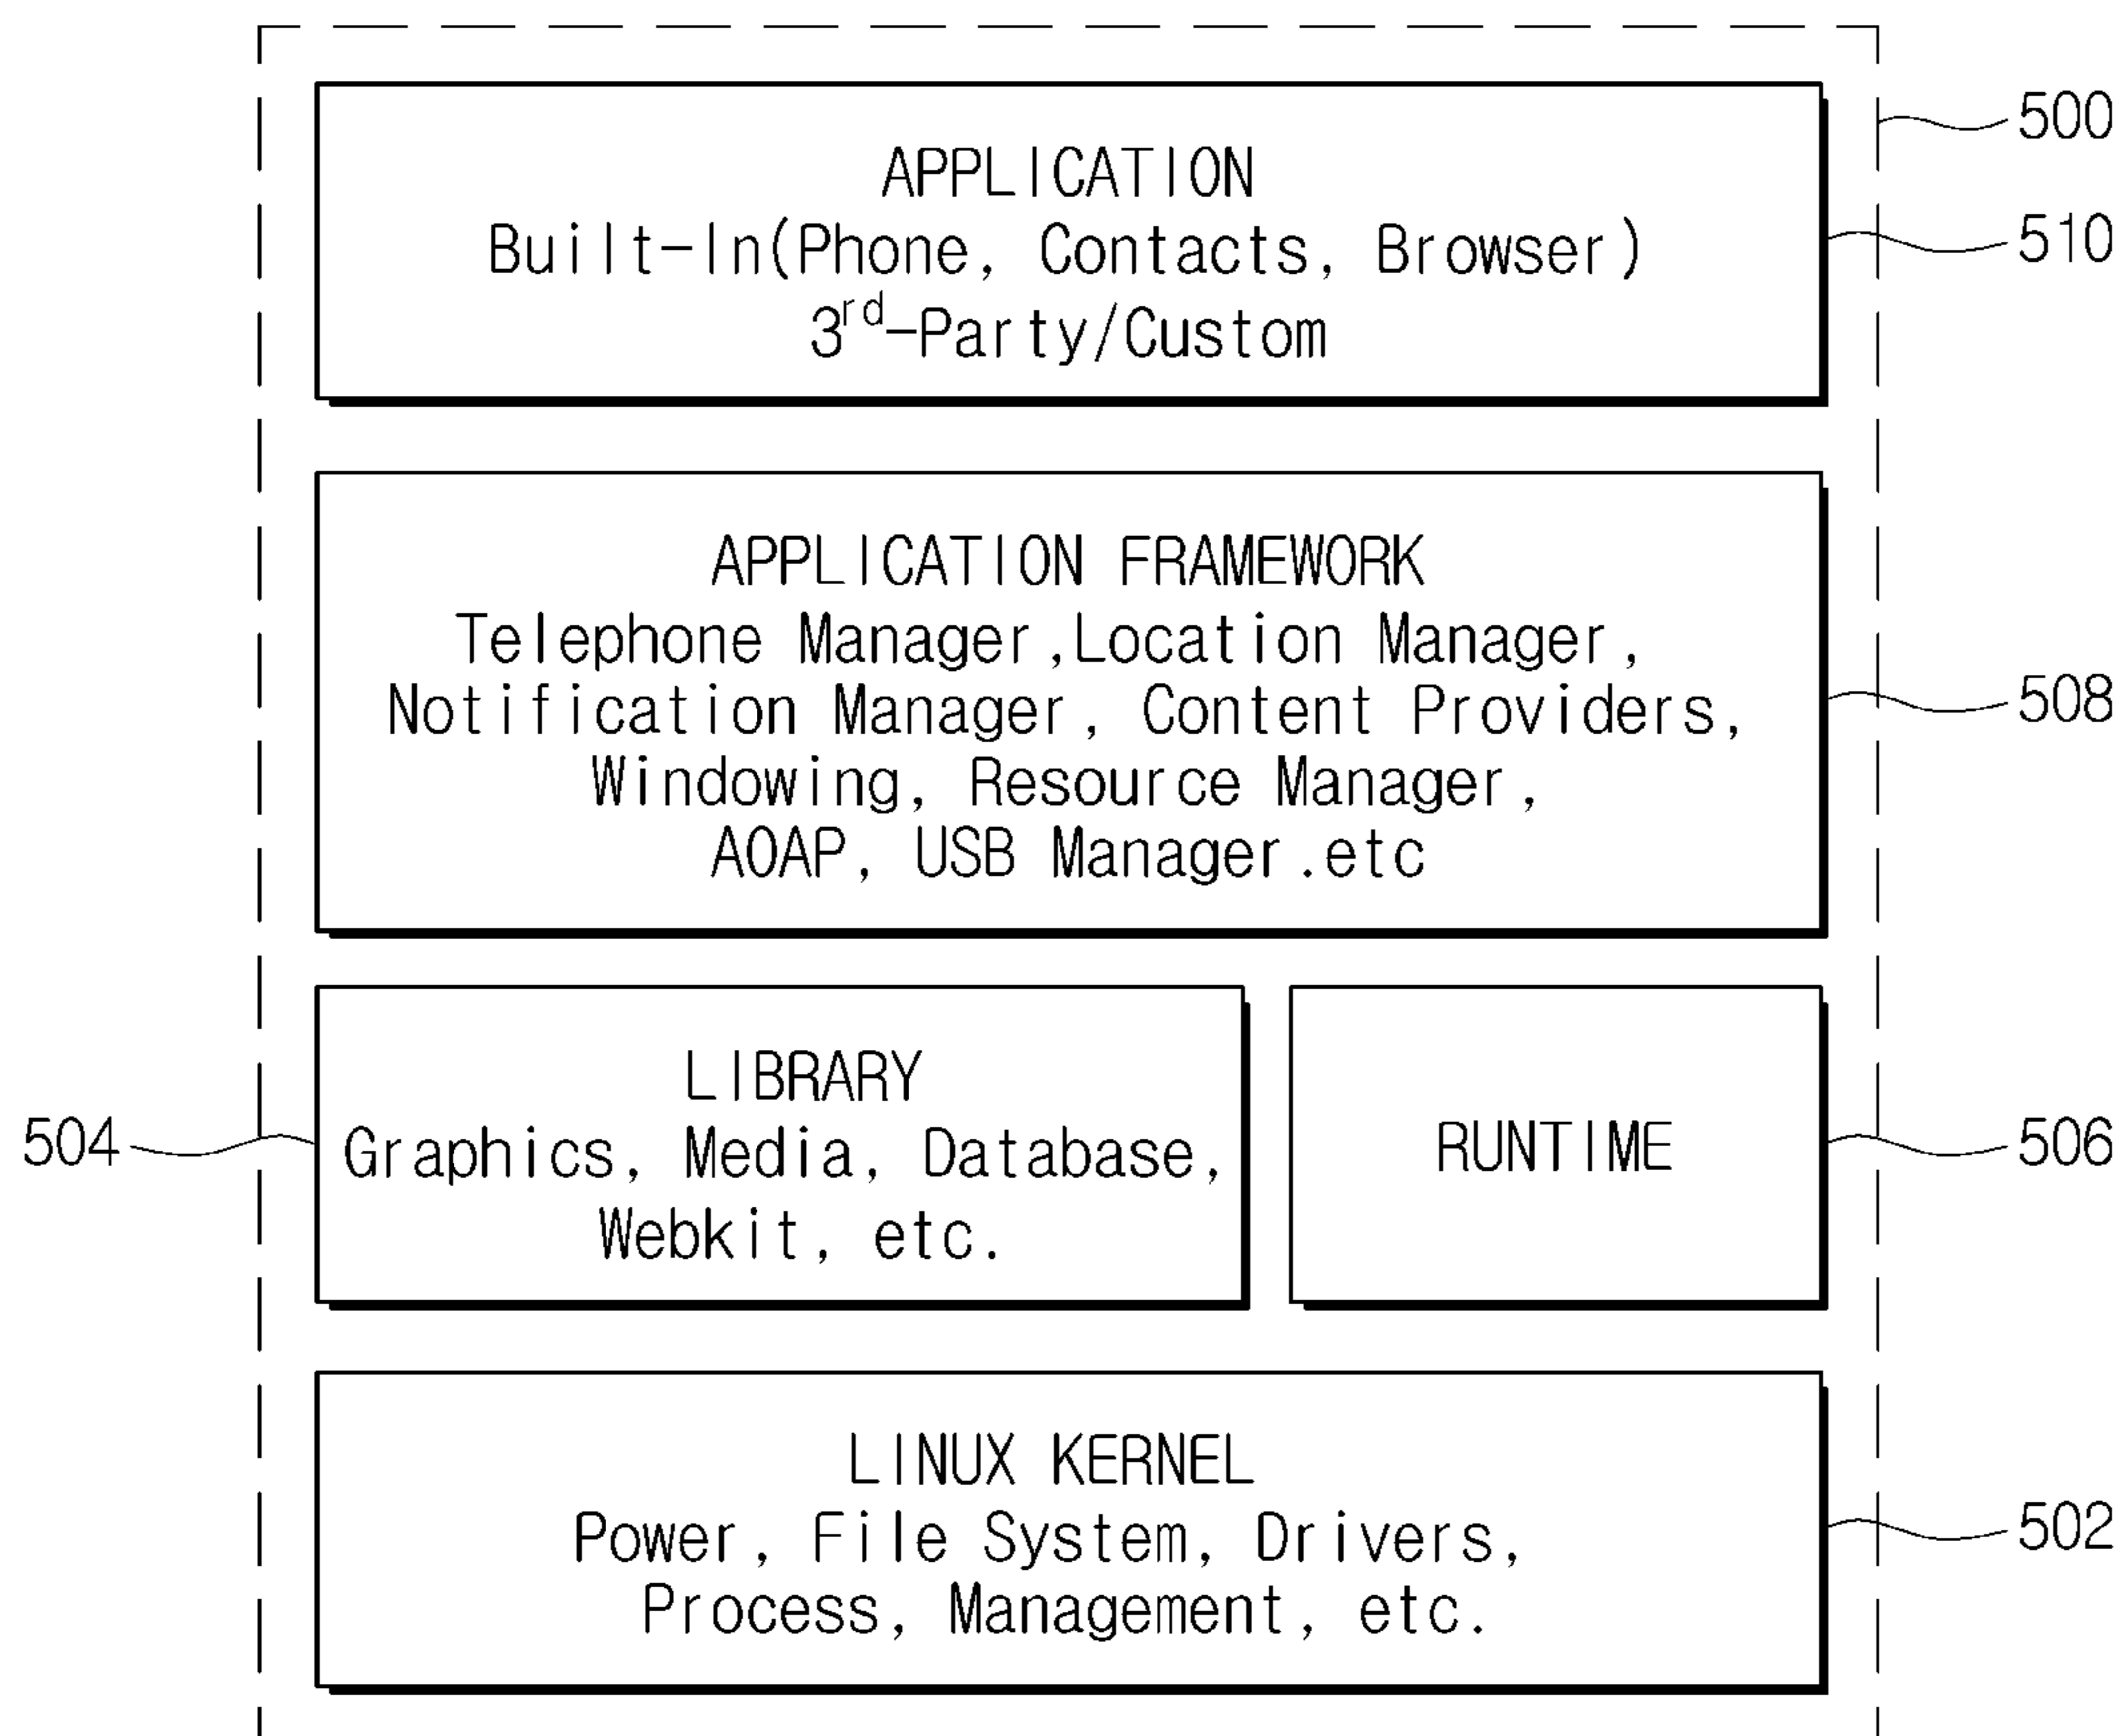 500
APPLICATION
Built-In(Phone, Contacts, Browser)
3rd-Party/Custom
510
APPLICATION FRAMEWORK
Telephone Manager,Location Manager,
Notification Manager, Content Providers,
Windowing, Resource Manager,
AOAP, USB Manager.etc
508
LIBRARY
Graphics, Media, Database,
Webkit, etc.
504
RUNTIME
506
LINUX KERNEL
Power, File System, Drivers,
Process, Management, etc.
502